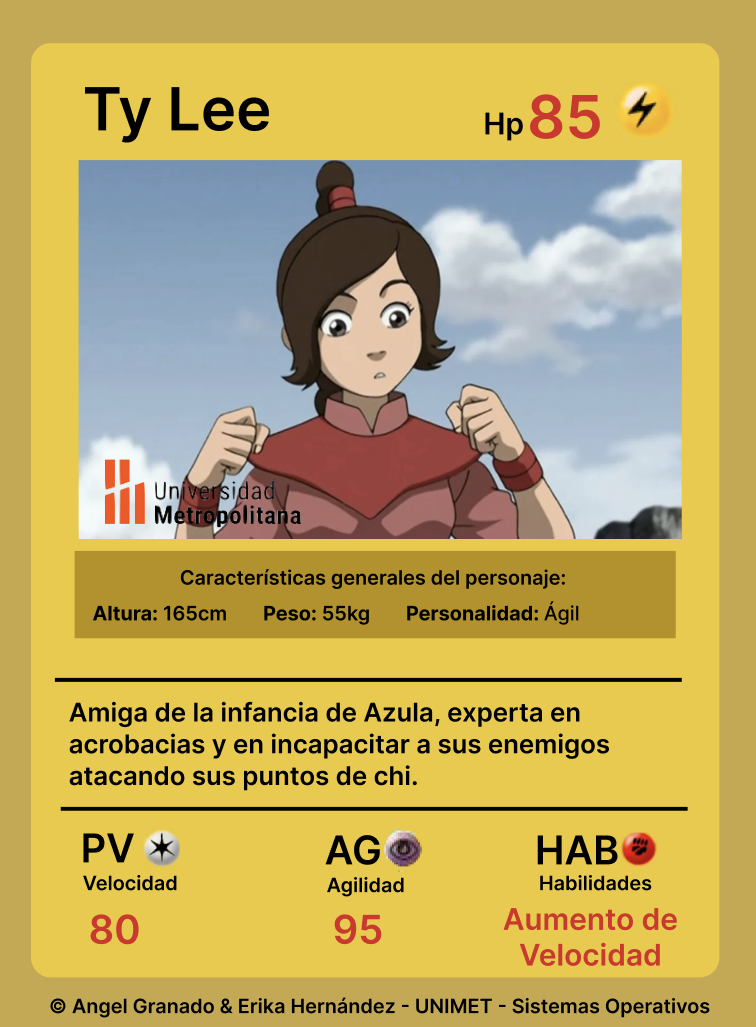 Ty Lee
Hp 85
Universidad
Metropolitana
Características generales del personaje:
Altura: 165cm Peso: 55kg Personalidad: Ágil
Amiga de la infancia de Azula, experta en
acrobacias y en incapacitar a sus enemigos
atacando sus puntos de chi.
PV AG HAB
Velocidad Agilidad Habilidades
80 95 Aumento de
Velocidad
© Angel Granado & Erika Hernández - UNIMET - Sistemas Operativos